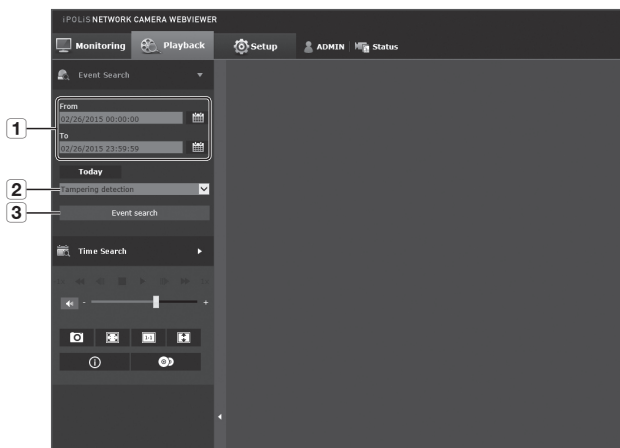 iPOLiS NETWORK CAMERA WEBVIEWER
Monitoring Playback Setup ADMIN Status
Event Search
From
1
02/26/2015 00:00:00
To
02/26/2015 23:59:59
Today
2
Tampering detection
3
Event search
Time Search
- +
1:1